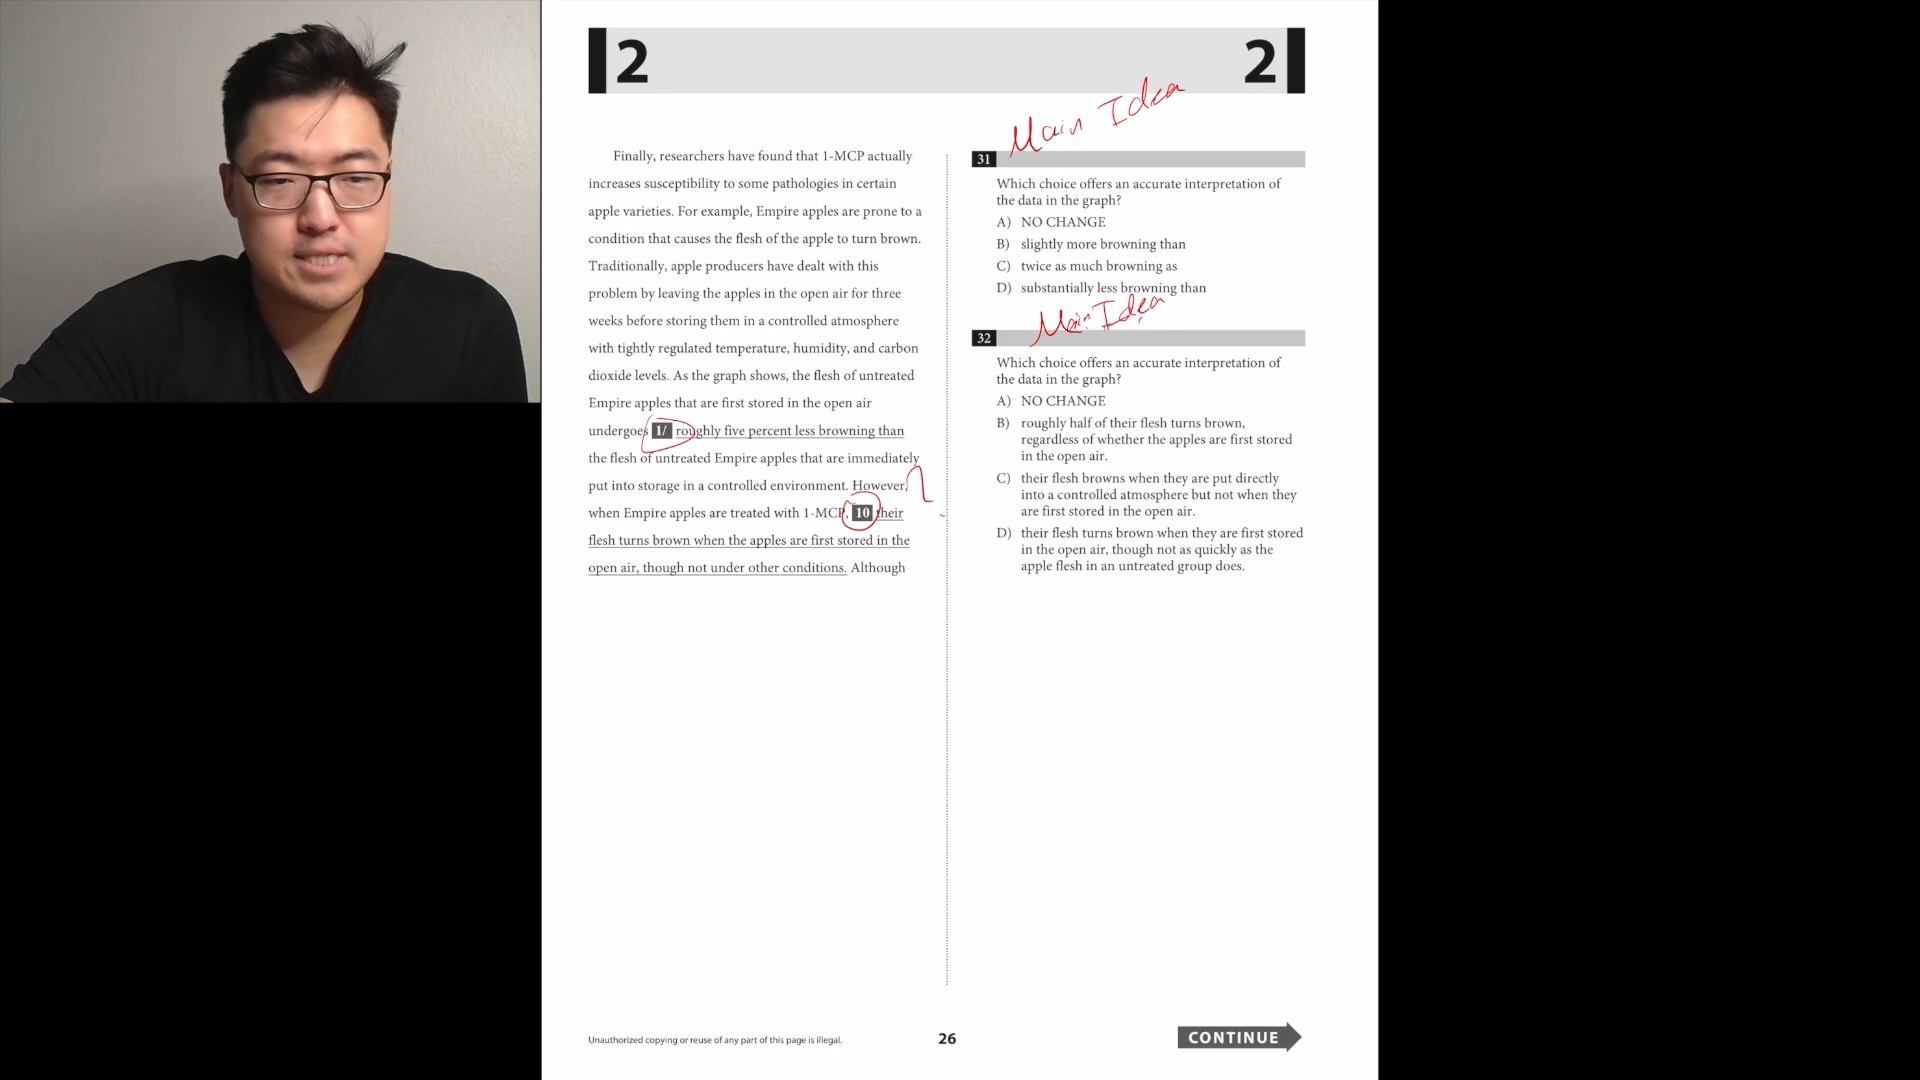 2
2
Main Idea
Finally, researchers have found that 1-MCP actually
increases susceptibility to some pathologies in certain
apple varieties. For example, Empire apples are prone to a
condition that causes the flesh of the apple to turn brown.
Traditionally, apple producers have dealt with this
problem by leaving the apples in the open air for three
weeks before storing them in a controlled atmosphere
with tightly regulated temperature, humidity, and carbon
dioxide levels. As the graph shows, the flesh of untreated
Empire apples that are first stored in the open air
undergoes 1/ roughly five percent less browning than
the flesh of untreated Empire apples that are immediately
put into storage in a controlled environment. However,
when Empire apples are treated with 1-MCP, 10 their
flesh turns brown when the apples are first stored in the
open air, though not under other conditions. Although
31
Which choice offers an accurate interpretation of
the data in the graph?
A) NO CHANGE
B) slightly more browning than
C) twice as much browning as
D) substantially less browning than
Main Idea
32
Which choice offers an accurate interpretation of
the data in the graph?
A) NO CHANGE
B) roughly half of their flesh turns brown,
regardless of whether the apples are first stored
in the open air.
C) their flesh browns when they are put directly
into a controlled atmosphere but not when they
are first stored in the open air.
D) their flesh turns brown when they are first stored
in the open air, though not as quickly as the
apple flesh in an untreated group does.
Unauthorized copying or reuse of any part of this page is illegal.
26
CONTINUE